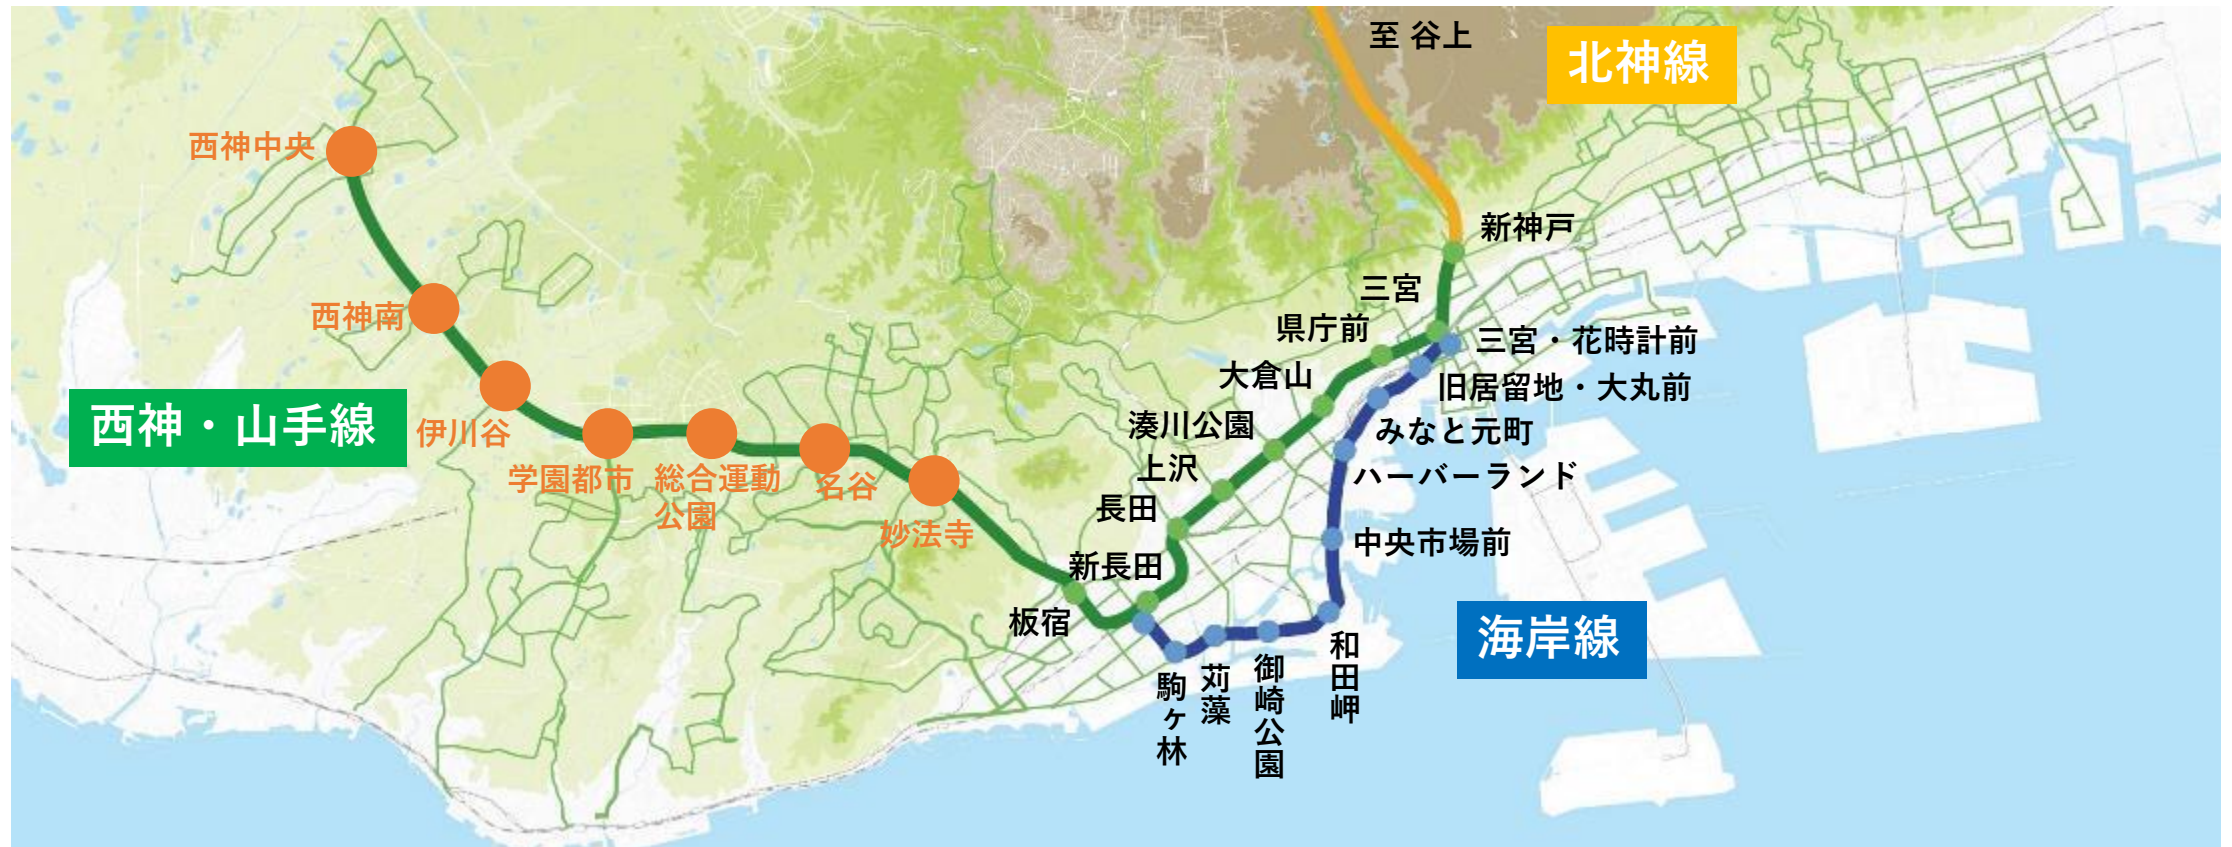 至 谷上
北神線
西神中央
新神戸
三宮
西神南
県庁前
三宮・花時計前
大倉山
旧居留地・大丸前
西神・山手線
伊川谷
湊川公園
みなと元町
学園都市
総合運動
公園
名谷
上沢
ハーバーランド
長田
妙法寺
中央市場前
新長田
板宿
海岸線
駒ヶ林
苅藻
御崎公園
和田岬